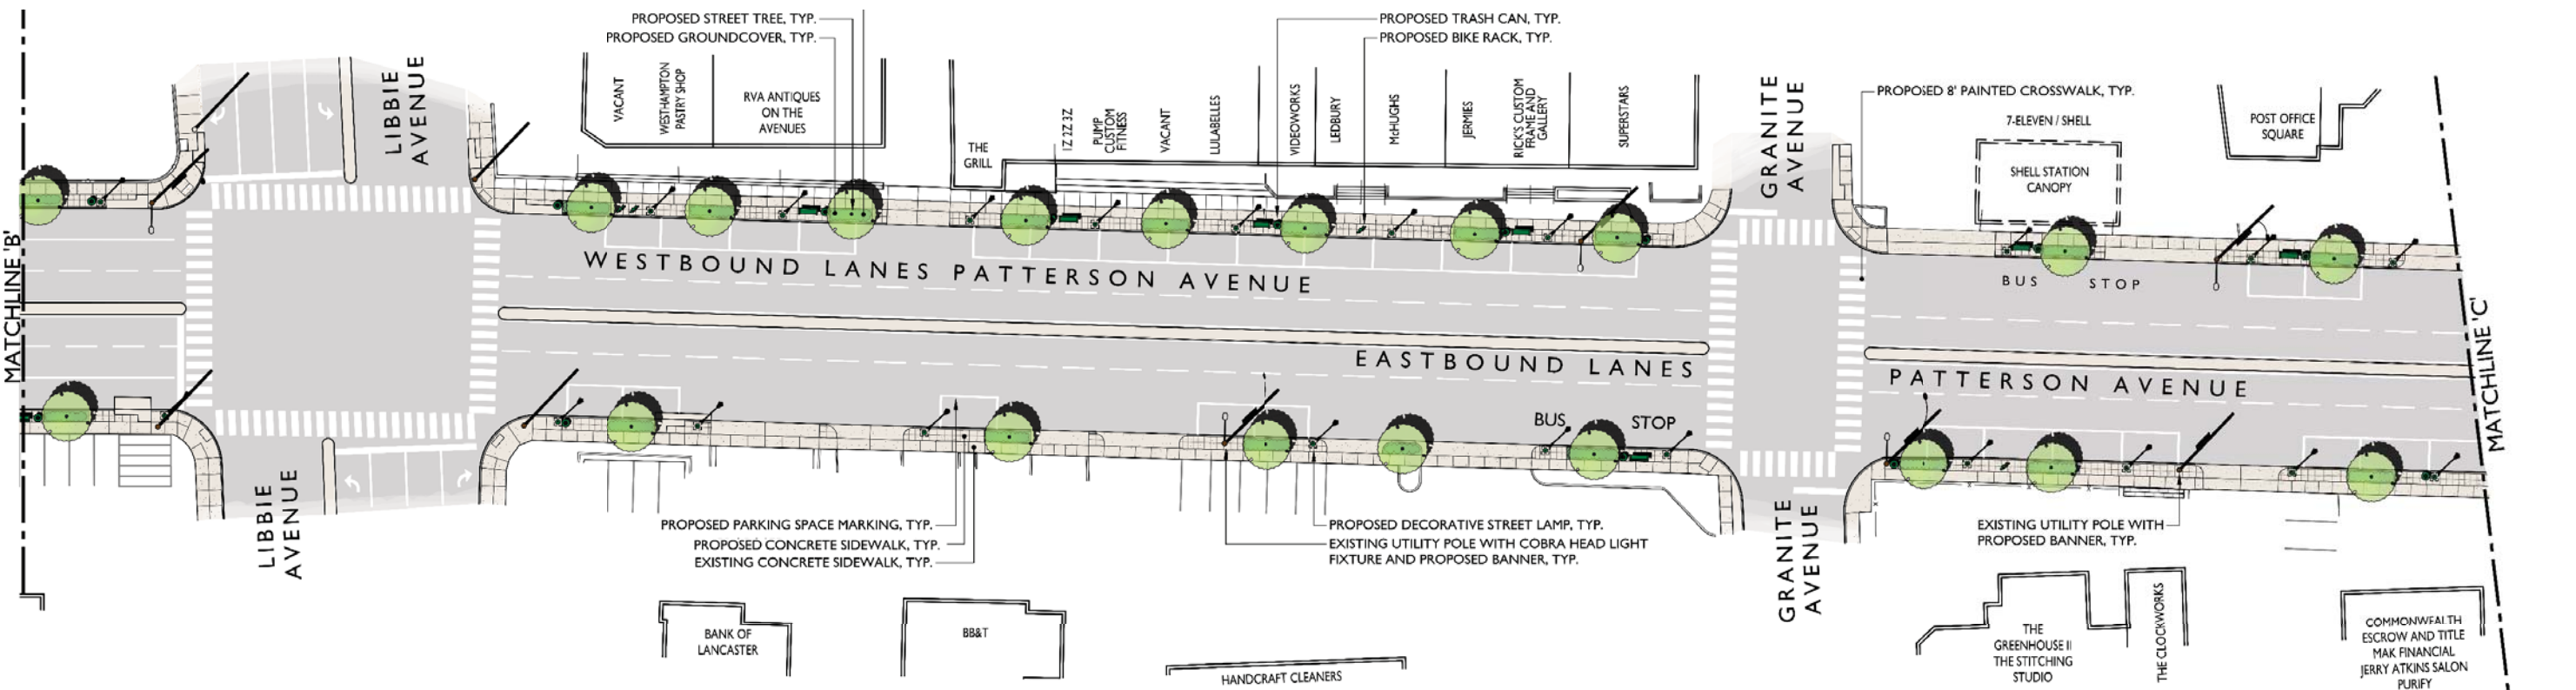 PROPOSED STREET TREE, TYP.
PROPOSED GROUNDCOVER, TYP.
PROPOSED TRASH CAN, TYP.
PROPOSED BIKE RACK, TYP.
PROPOSED 8' PAINTED CROSSWALK, TYP.
MATCHLINE 'B'
LIBBIE
AVENUE
VACANT
WESTHAMPTON
PASTRY SHOP
RVA ANTIQUES
ON THE
AVENUES
THE
GRILL
1Z 2Z 3Z
PUMP
CUSTOM
FITNESS
VACANT
LULABELLES
VIDEOWORKS
LEDBURY
McHUGHS
JERMIES
RICK'S CUSTOM
FRAME AND
GALLERY
SUPERSTARS
GRANITE
AVENUE
7-ELEVEN / SHELL
SHELL STATION
CANOPY
POST OFFICE
SQUARE
WESTBOUND LANES PATTERSON AVENUE
BUS STOP
EASTBOUND LANES
PATTERSON AVENUE
MATCHLINE 'C'
BUS STOP
LIBBIE
AVENUE
PROPOSED PARKING SPACE MARKING, TYP.
PROPOSED CONCRETE SIDEWALK, TYP.
EXISTING CONCRETE SIDEWALK, TYP.
PROPOSED DECORATIVE STREET LAMP, TYP.
EXISTING UTILITY POLE WITH COBRA HEAD LIGHT
FIXTURE AND PROPOSED BANNER, TYP.
GRANITE
AVENUE
EXISTING UTILITY POLE WITH
PROPOSED BANNER, TYP.
BANK OF
LANCASTER
BB&T
HANDCRAFT CLEANERS
THE
GREENHOUSE II
THE STITCHING
STUDIO
THE CLOCKWORKS
COMMONWEALTH
ESCROW AND TITLE
MAK FINANCIAL
JERRY ATKINS SALON
PURIFY